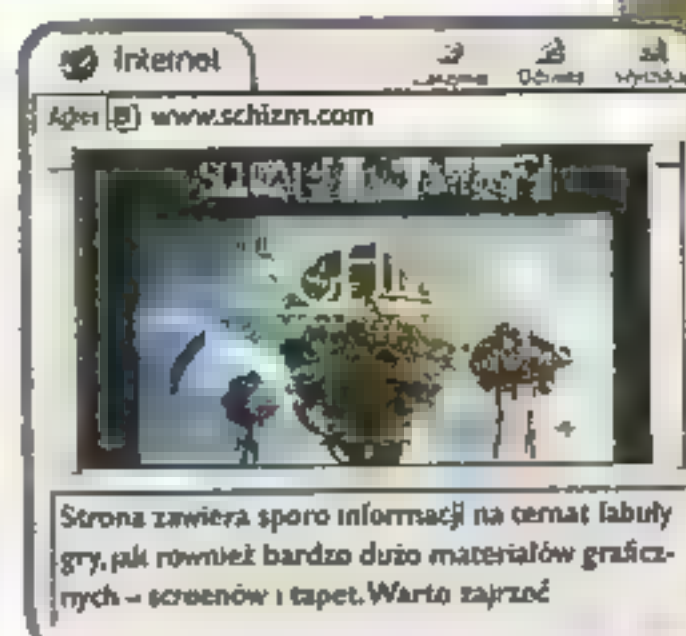 Internet
Adres www.schizm.com
Strona zawiera sporo informacji na temat fabuły
gry, jak również bardzo dużo materiałów graficz-
nych – screenów i tapet. Warto zajrzeć